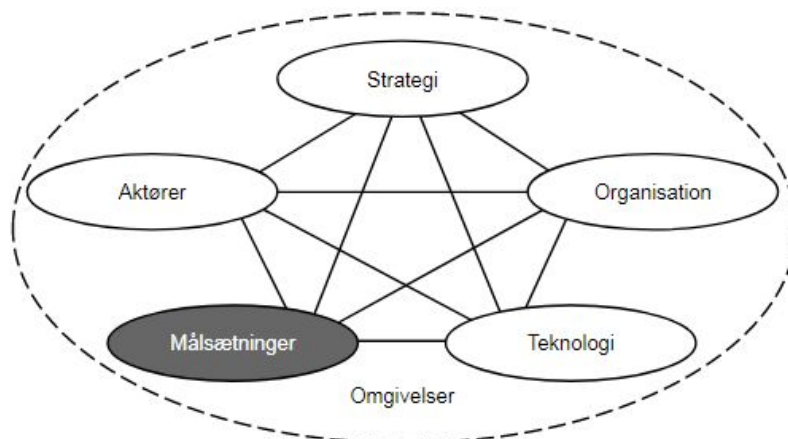 Strategi
Aktører
Organisation
Målsætninger
Teknologi
Omgivelser